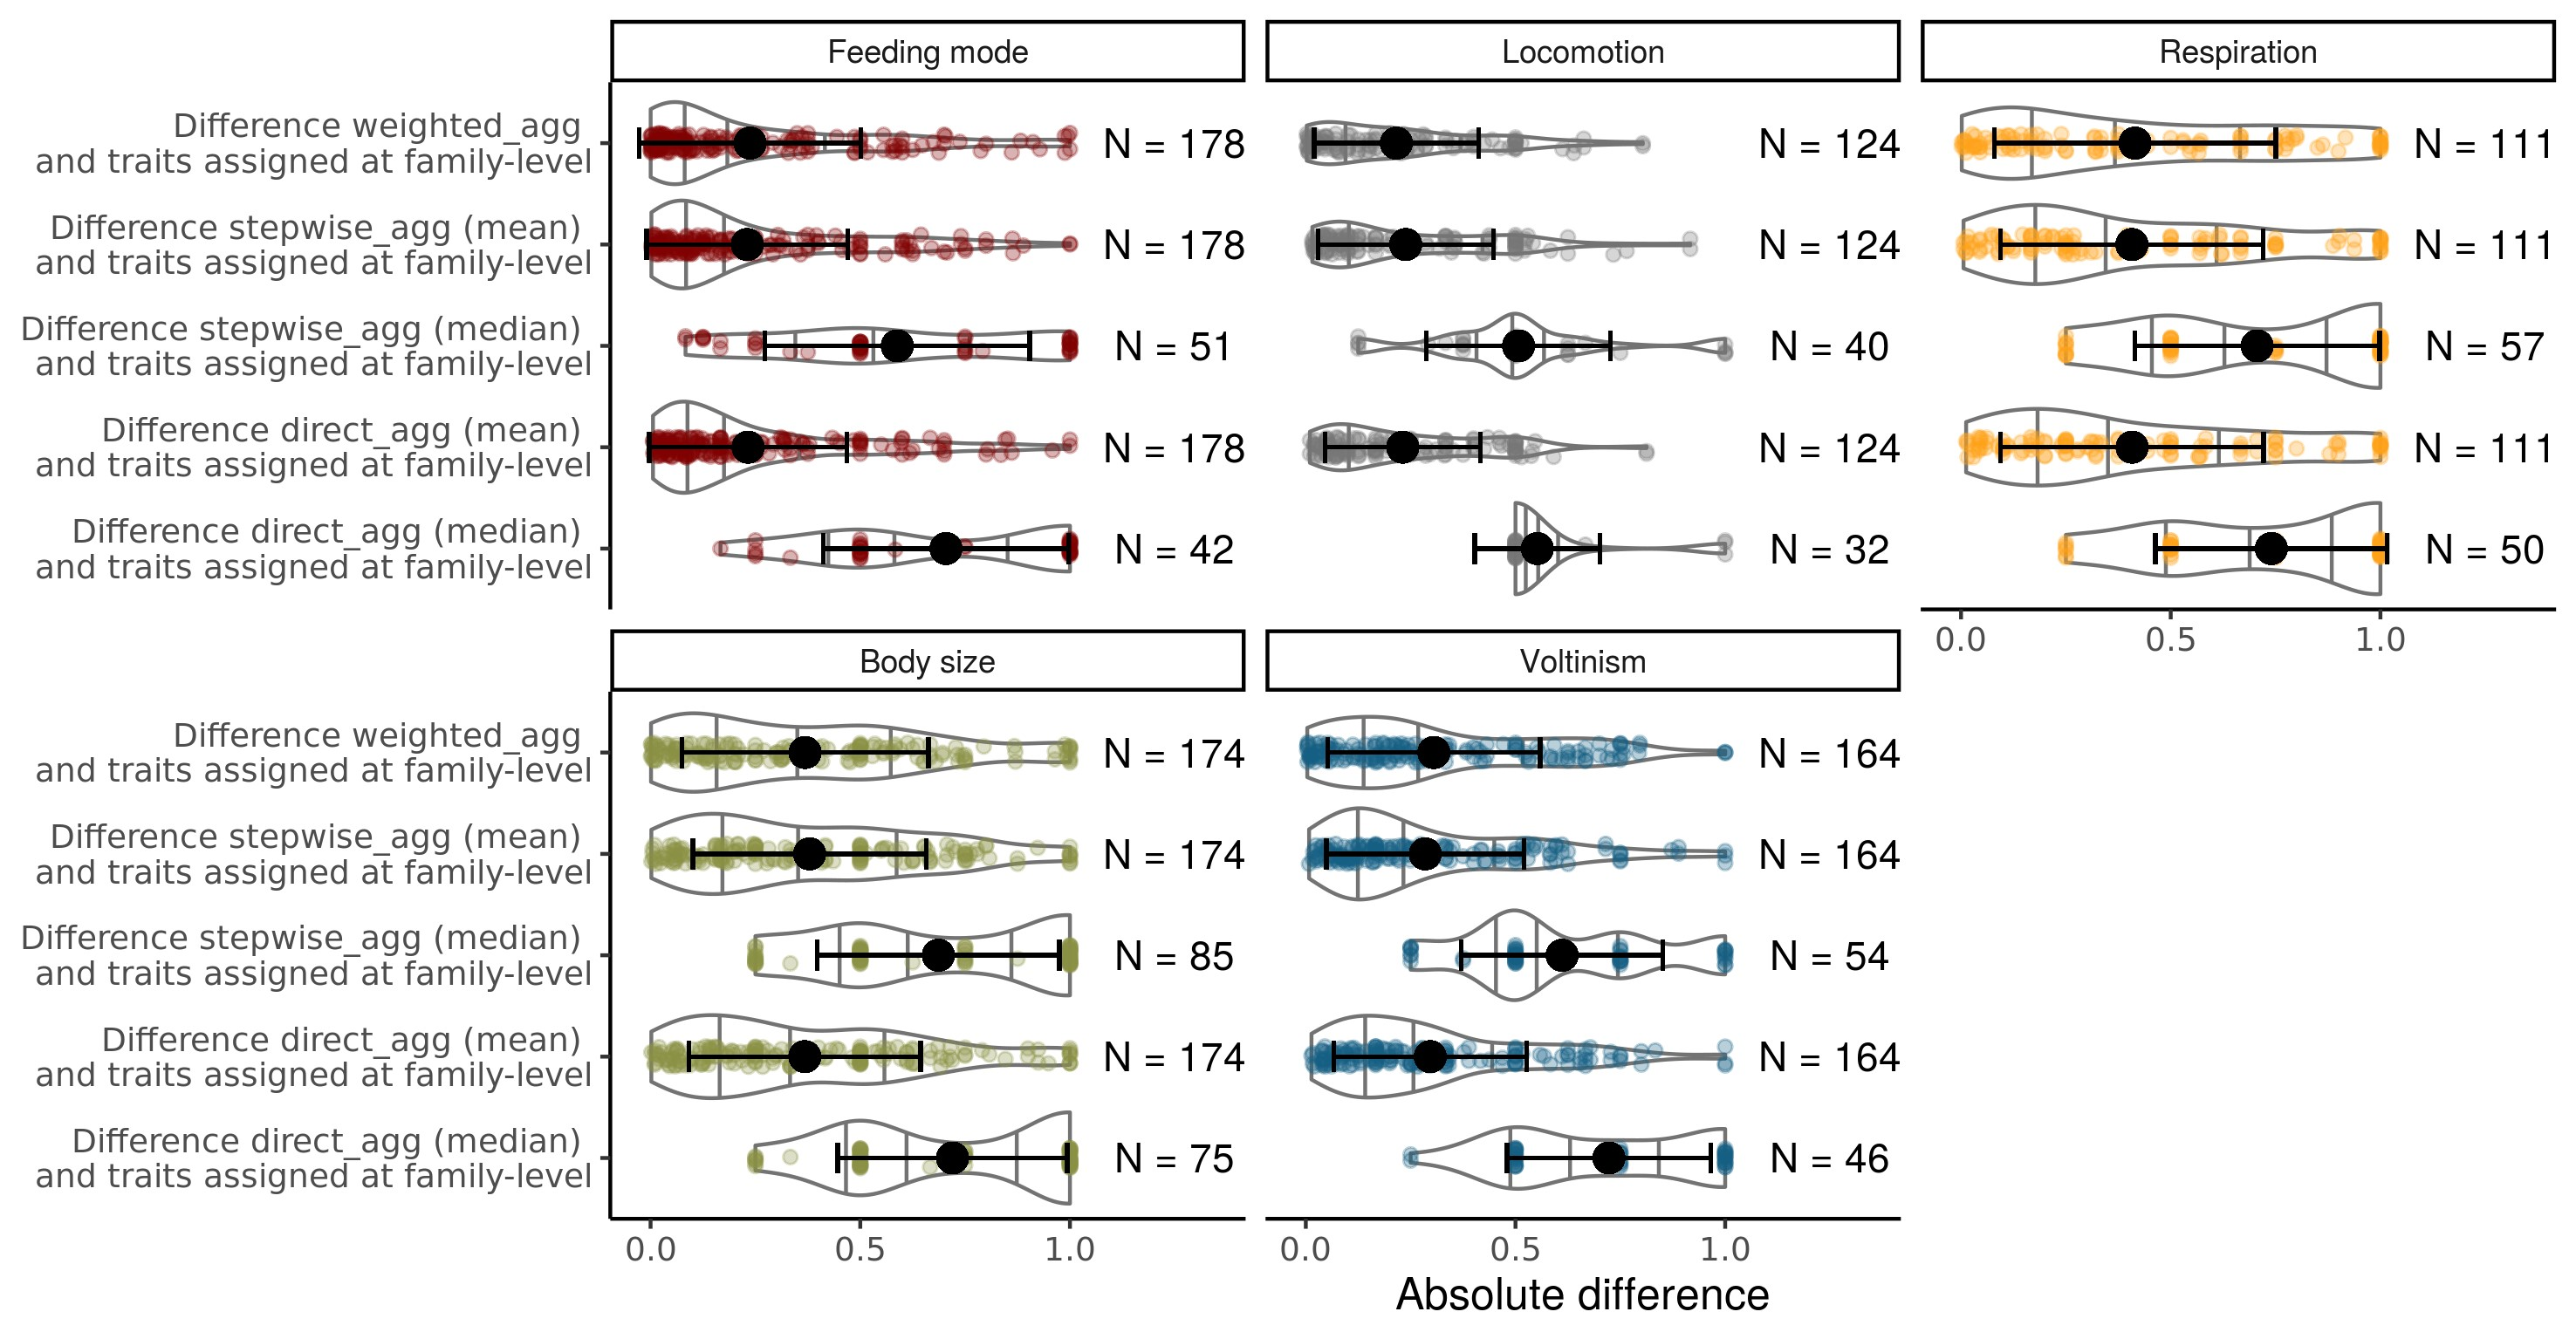 Feeding mode
Locomotion
Respiration
Difference weighted_agg
and traits assigned at family-level
N = 178
N = 124
N = 111
Difference stepwise_agg (mean)
and traits assigned at family-level
N = 178
N = 124
N = 111
Difference stepwise_agg (median)
and traits assigned at family-level
N = 51
N = 40
N = 57
Difference direct_agg (mean)
and traits assigned at family-level
N = 178
N = 124
N = 111
Difference direct_agg (median)
and traits assigned at family-level
N = 42
N = 32
N = 50
0.0 0.5 1.0
Body size
Voltinism
Difference weighted_agg
and traits assigned at family-level
N = 174
N = 164
Difference stepwise_agg (mean)
and traits assigned at family-level
N = 174
N = 164
Difference stepwise_agg (median)
and traits assigned at family-level
N = 85
N = 54
Difference direct_agg (mean)
and traits assigned at family-level
N = 174
N = 164
Difference direct_agg (median)
and traits assigned at family-level
N = 75
N = 46
0.0 0.5 1.0
0.0 0.5 1.0
Absolute difference